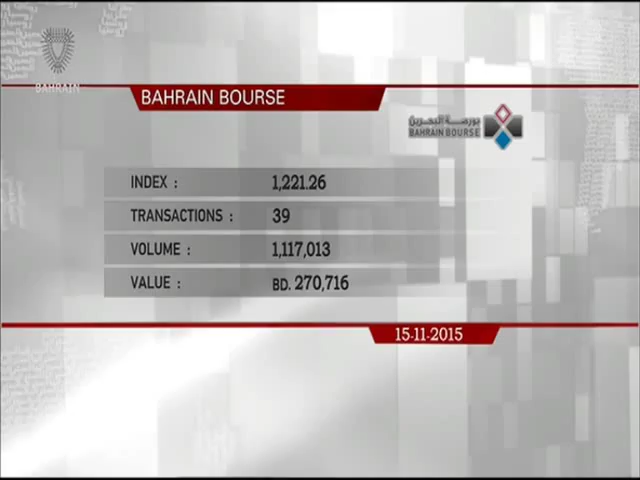 BAHRAIN
BAHRAIN BOURSE
بورصة البحرين
BAHRAIN BOURSE
INDEX : 1,221.26
TRANSACTIONS : 39
VOLUME : 1,117,013
VALUE : BD. 270,716
15-11-2015